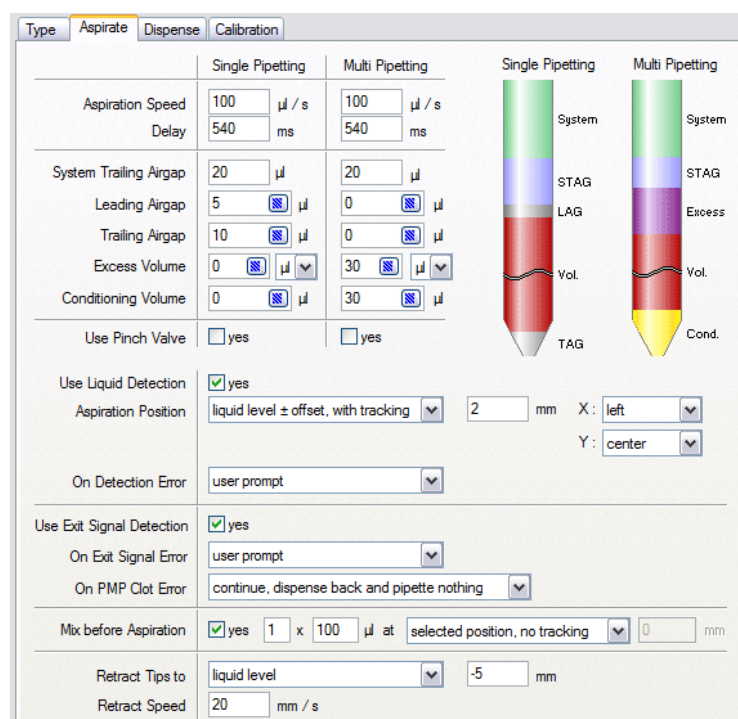 Type Aspirate Dispense Calibration
Single Pipetting Multi Pipetting Single Pipetting Multi Pipetting
Aspiration Speed 100 µl / s 100 µl / s
Delay 540 ms 540 ms
System System
System Trailing Airgap 20 µl 20 µl STAG STAG
Leading Airgap 5 µl 0 µl LAG Excess
Trailing Airgap 10 µl 0 µl
Excess Volume 0 µl 30 µl Vol. Vol.
Conditioning Volume 0 µl 30 µl
Use Pinch Valve yes yes TAG Cond.
Use Liquid Detection yes
Aspiration Position liquid level ± offset, with tracking 2 mm X : left
Y : center
On Detection Error user prompt
Use Exit Signal Detection yes
On Exit Signal Error user prompt
On PMP Clot Error continue, dispense back and pipette nothing
Mix before Aspiration yes 1 x 100 µl at selected position, no tracking 0 mm
Retract Tips to liquid level -5 mm
Retract Speed 20 mm / s